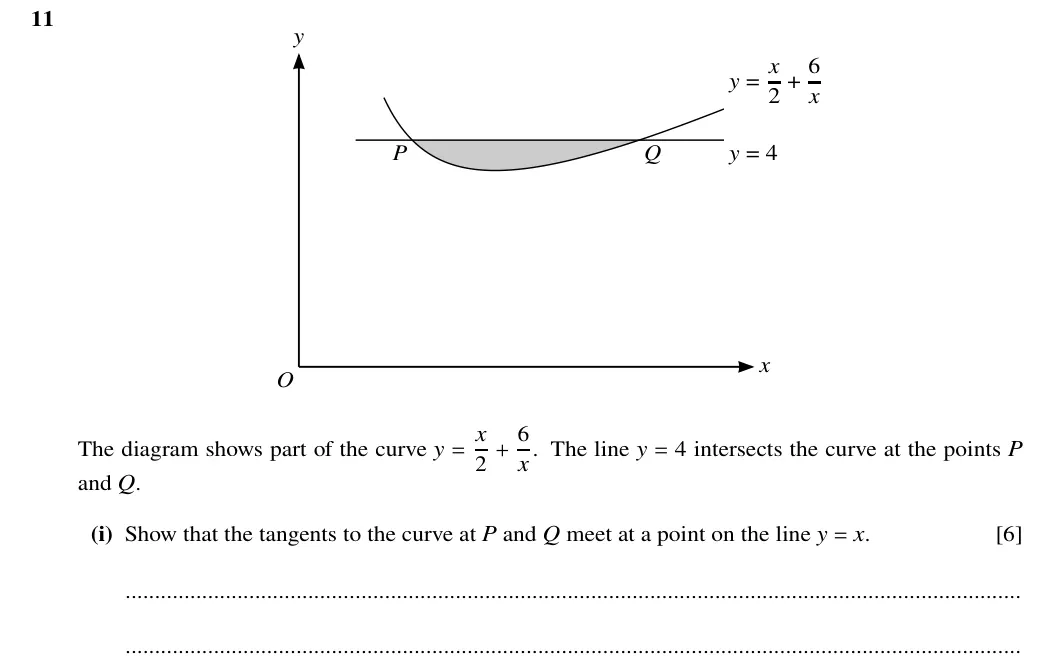 11
y
y = x/2 + 6/x
P
Q
y = 4
O
x
The diagram shows part of the curve y = x/2 + 6/x. The line y = 4 intersects the curve at the points P
and Q.
(i) Show that the tangents to the curve at P and Q meet at a point on the line y = x. [6]